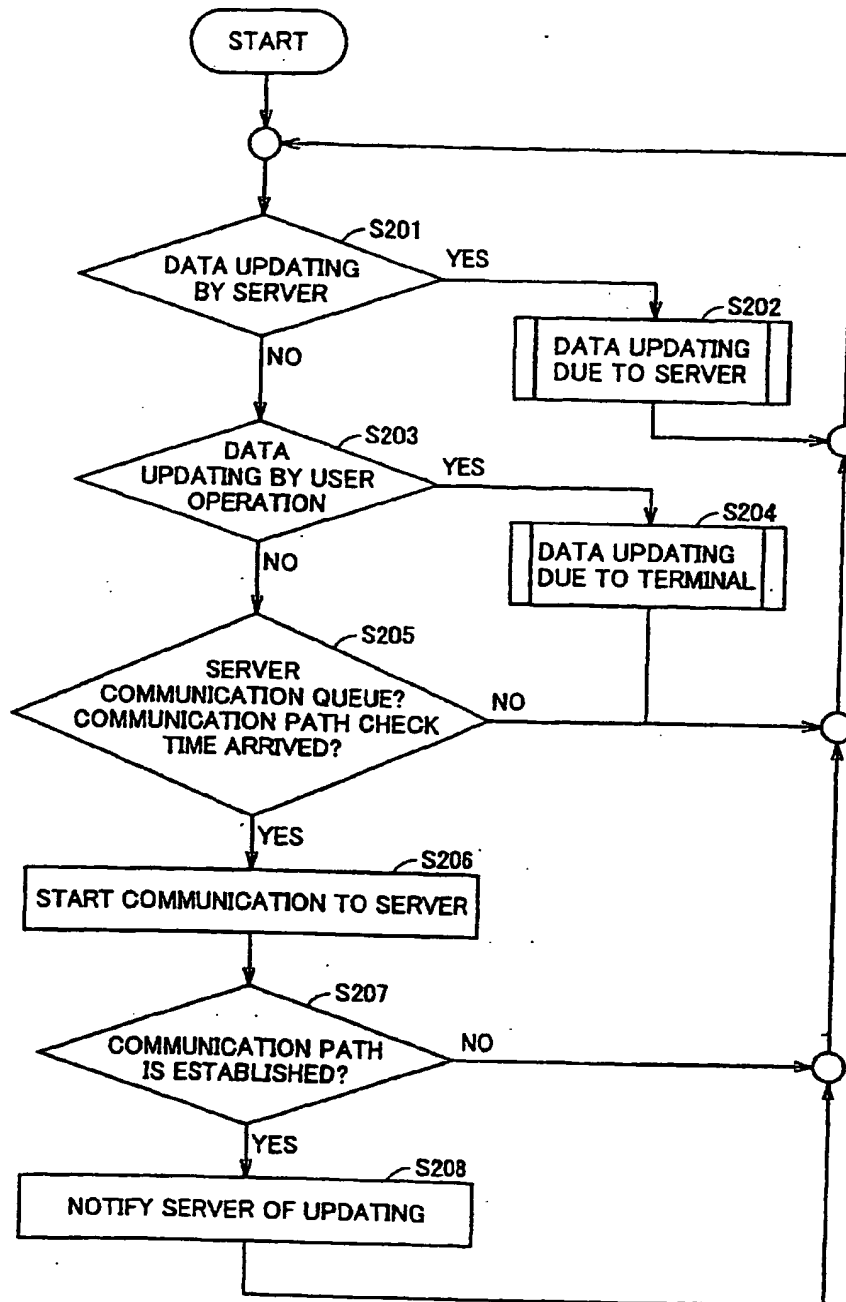 START
S201
DATA UPDATING
BY SERVER
YES
NO
S202
DATA UPDATING
DUE TO SERVER
S203
DATA
UPDATING BY USER
OPERATION
YES
NO
S204
DATA UPDATING
DUE TO TERMINAL
S205
SERVER
COMMUNICATION QUEUE?
COMMUNICATION PATH CHECK
TIME ARRIVED?
NO
YES
S206
START COMMUNICATION TO SERVER
S207
COMMUNICATION PATH
IS ESTABLISHED?
NO
YES
S208
NOTIFY SERVER OF UPDATING